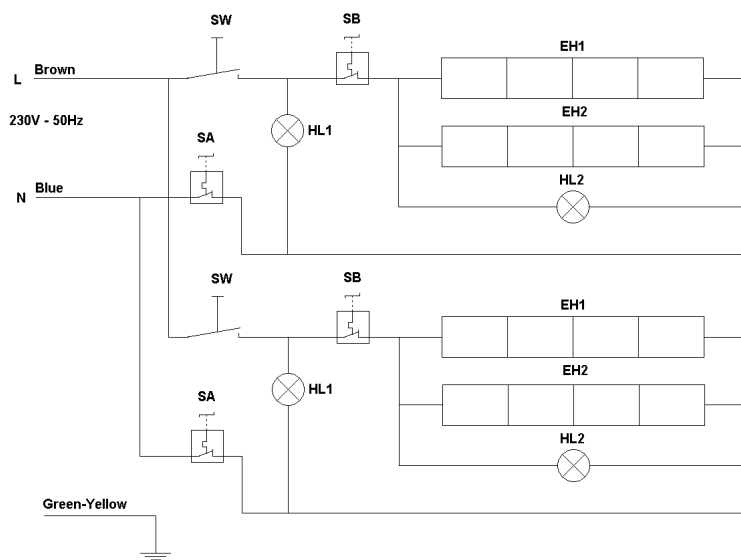 SW
SB
EH1
L
Brown
230V - 50Hz
EH2
SA
HL1
HL2
N
Blue
SW
SB
EH1
EH2
SA
HL1
HL2
Green-Yellow